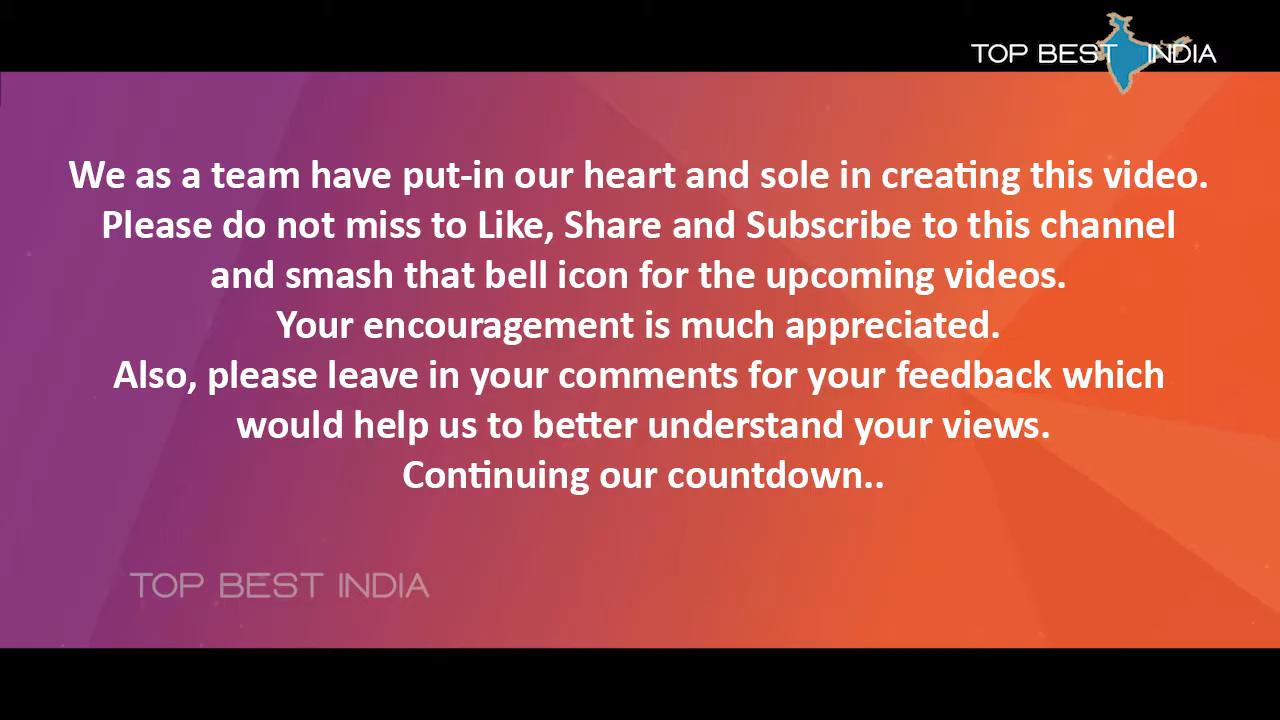 TOP BEST INDIA
We as a team have put-in our heart and sole in creating this video.
Please do not miss to Like, Share and Subscribe to this channel
and smash that bell icon for the upcoming videos.
Your encouragement is much appreciated.
Also, please leave in your comments for your feedback which
would help us to better understand your views.
Continuing our countdown..
TOP BEST INDIA